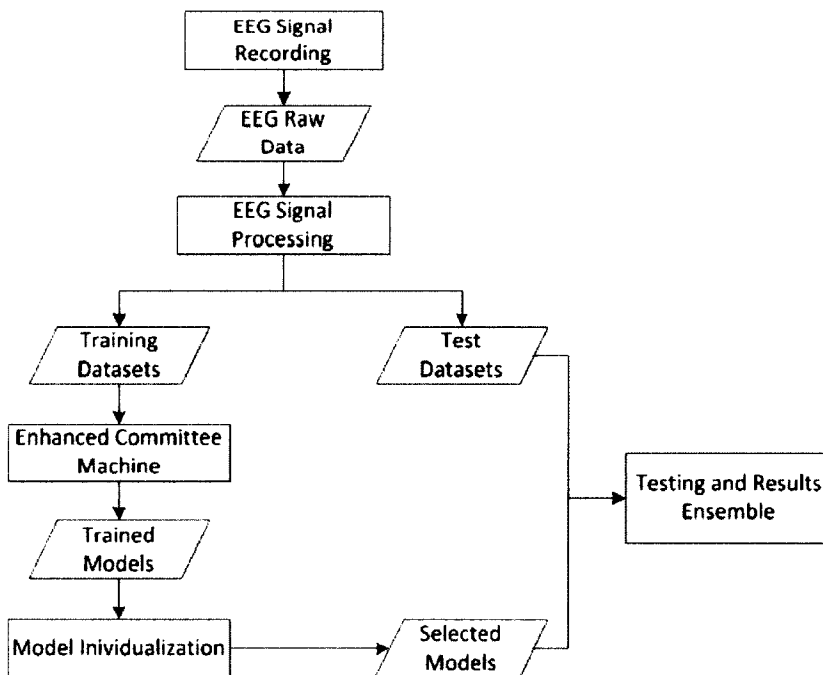 EEG Signal
Recording
EEG Raw
Data
EEG Signal
Processing
Training
Datasets
Test
Datasets
Enhanced Committee
Machine
Testing and Results
Ensemble
Trained
Models
Model Inividualization
Selected
Models